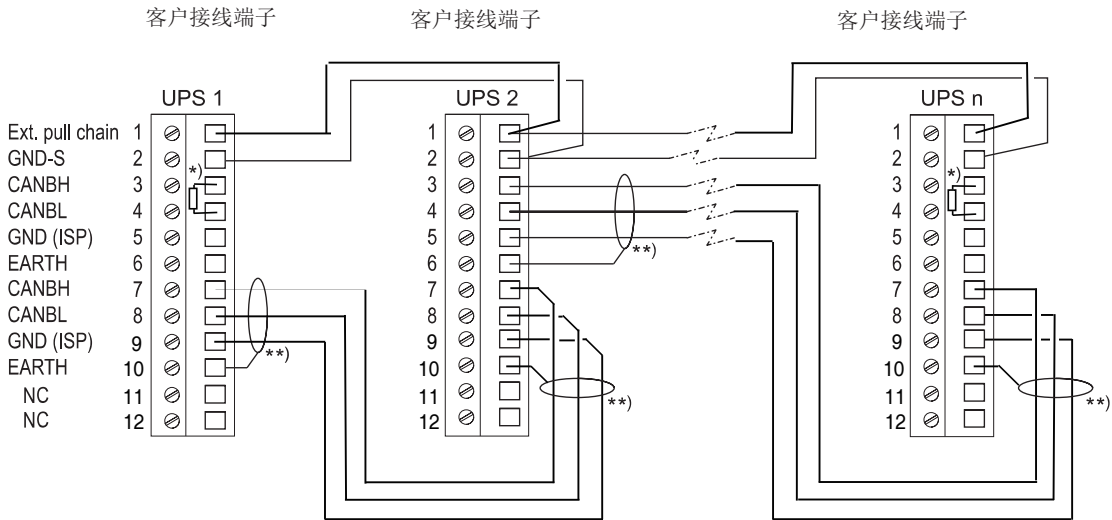 客户接线端子 客户接线端子 客户接线端子
UPS 1 UPS 2 UPS n
Ext. pull chain 1 1 1
GND-S 2 2 2
*) *)
CANBH 3 3 3
CANBL 4 4 4
GND (ISP) 5 5 5
**)
EARTH 6 6 6
CANBH 7 7 7
CANBL 8 8 8
GND (ISP) 9 9 9
**)
EARTH 10 10 10
NC 11 11 11
**) **)
NC 12 12 12